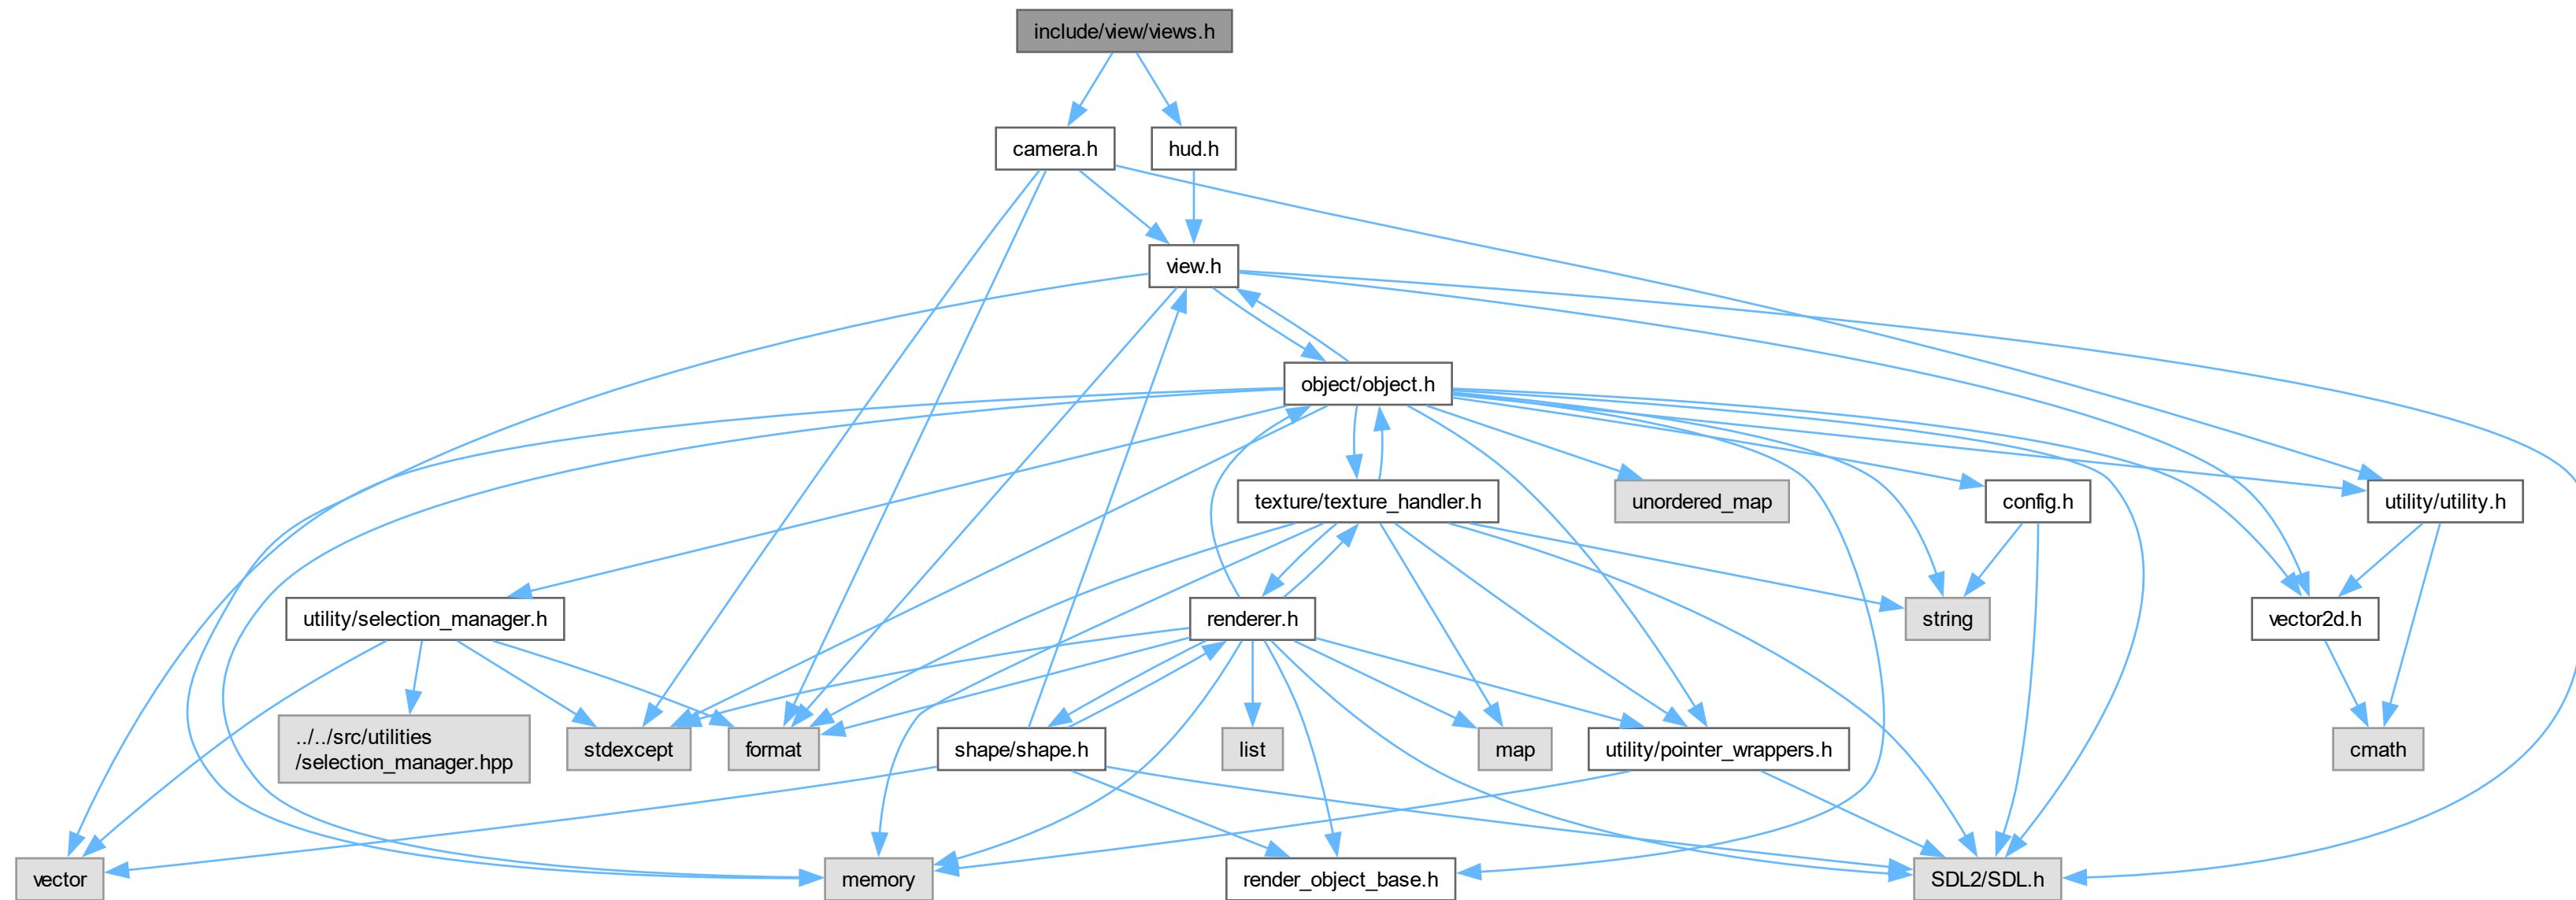 include/view/views.h
camera.h
hud.h
view.h
object/object.h
texture/texture_handler.h
unordered_map
config.h
utility/utility.h
utility/selection_manager.h
renderer.h
string
vector2d.h
../../src/utilities
/selection_manager.hpp
stdexcept
format
shape/shape.h
list
map
utility/pointer_wrappers.h
cmath
vector
memory
render_object_base.h
SDL2/SDL.h